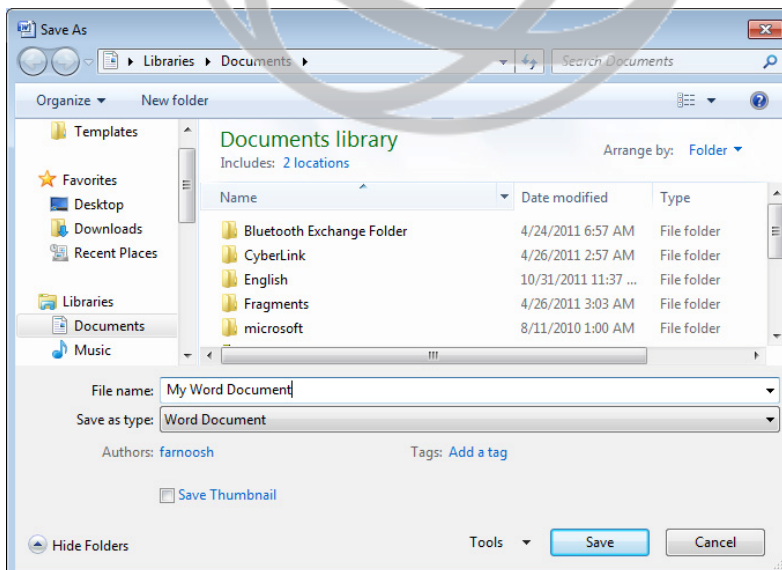 Save As
Libraries Documents
Search Documents
Organize New folder
Templates
Favorites
Desktop
Downloads
Recent Places
Libraries
Documents
Music
Documents library
Includes: 2 locations
Arrange by: Folder
Name Date modified Type
Bluetooth Exchange Folder 4/24/2011 6:57 AM File folder
CyberLink 4/26/2011 2:57 AM File folder
English 10/31/2011 11:37 ... File folder
Fragments 4/26/2011 3:03 AM File folder
microsoft 8/11/2010 1:00 AM File folder
File name: My Word Document
Save as type: Word Document
Authors: farnoosh Tags: Add a tag
Save Thumbnail
Hide Folders Tools Save Cancel